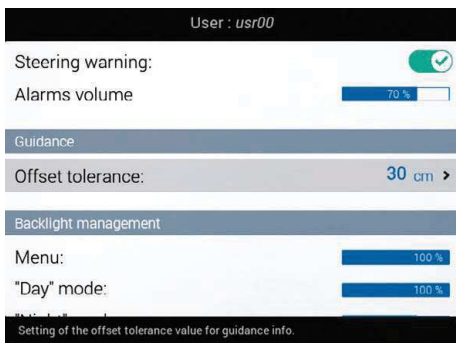 User : usr00
Steering warning:
Alarms volume 70 %
Guidance
Offset tolerance: 30 cm >
Backlight management
Menu: 100 %
"Day" mode: 100 %
Setting of the offset tolerance value for guidance info.